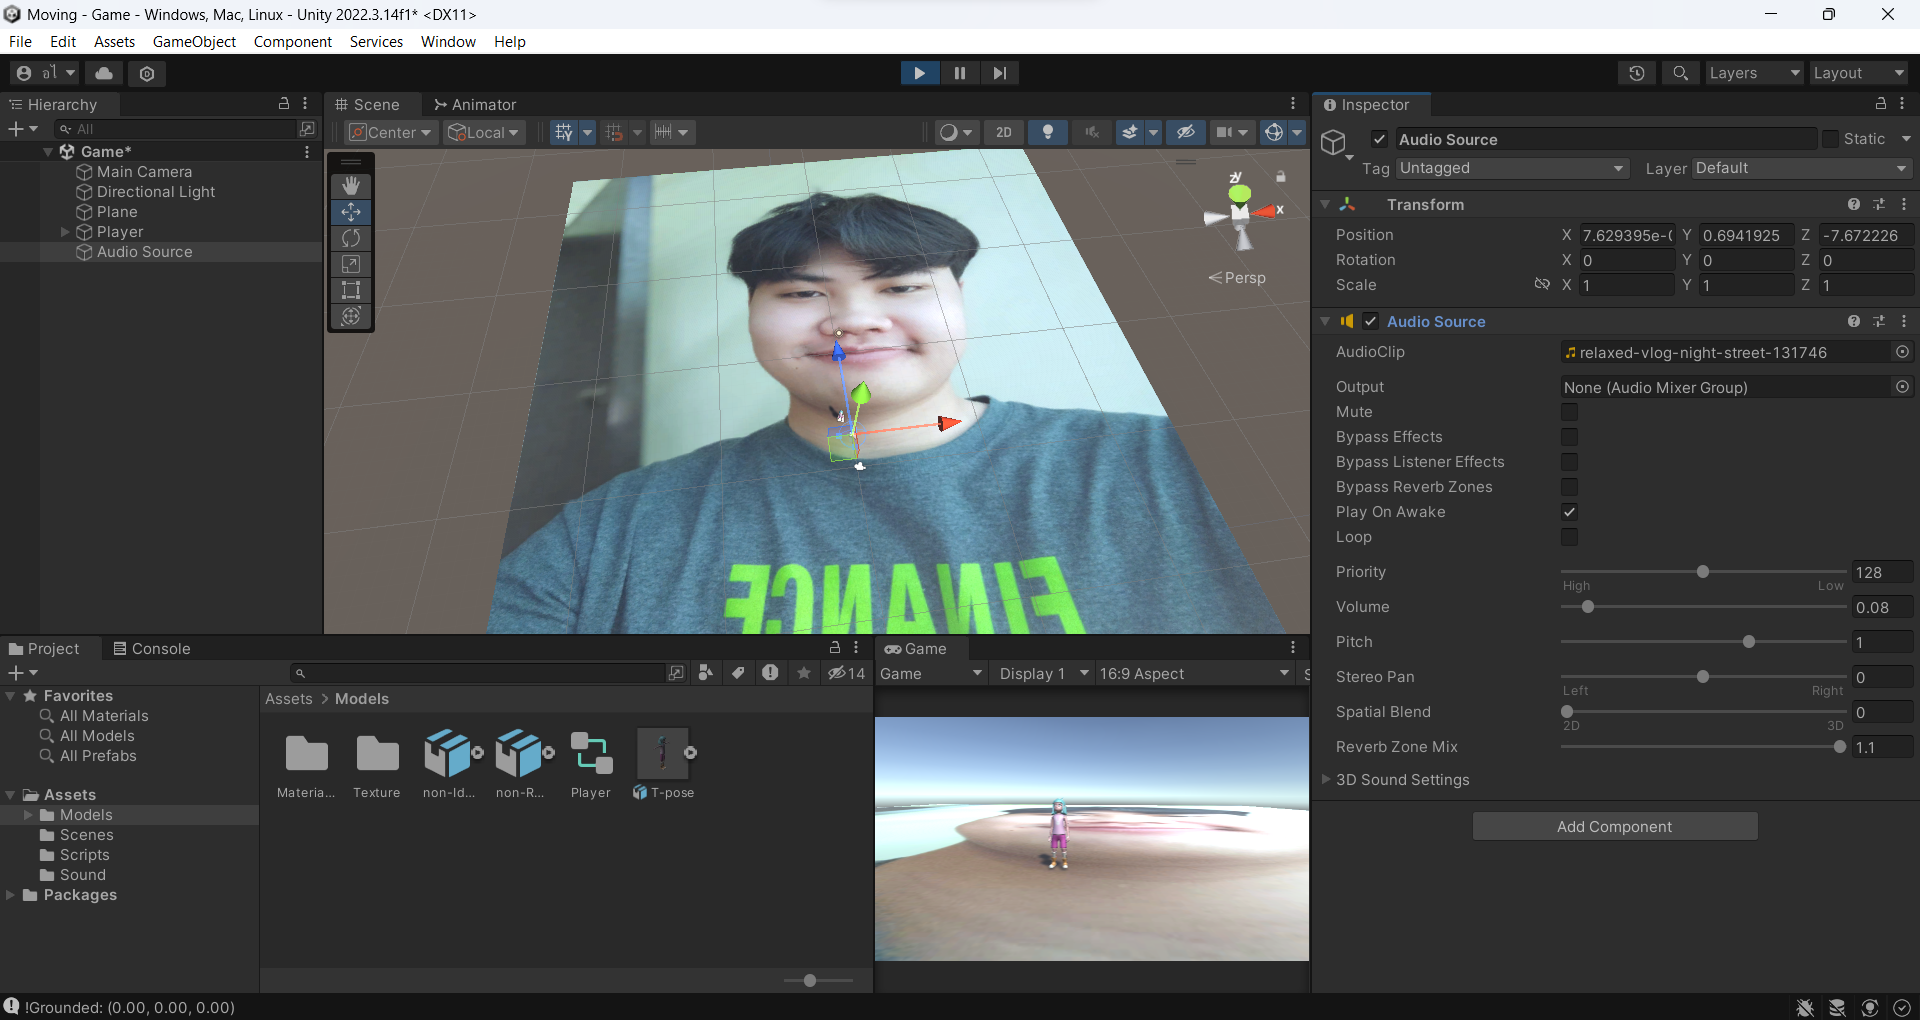 Moving - Game - Windows, Mac, Linux - Unity 2022.3.14f1* <DX11>
File Edit Assets GameObject Component Services Window Help
อไ
Layers
Layout
Hierarchy
All
Game*
Main Camera
Directional Light
Plane
Player
Audio Source
Scene
Animator
Center
Local
2D
zy
x
Persp
FINANCE
Inspector
Audio Source
Static
Tag Untagged
Layer Default
Transform
Position X 7.629395e-( Y 0.6941925 Z -7.672226
Rotation X 0 Y 0 Z 0
Scale X 1 Y 1 Z 1
Audio Source
AudioClip relaxed-vlog-night-street-131746
Output None (Audio Mixer Group)
Mute
Bypass Effects
Bypass Listener Effects
Bypass Reverb Zones
Play On Awake
Loop
Priority 128
High Low
Volume 0.08
Pitch 1
Stereo Pan 0
Left Right
Spatial Blend 0
2D 3D
Reverb Zone Mix 1.1
3D Sound Settings
Add Component
Project
Console
14
Favorites
All Materials
All Models
All Prefabs
Assets
Models
Scenes
Scripts
Sound
Packages
Assets > Models
Materia...
Texture
non-Id...
non-R...
Player
T-pose
Game
Game
Display 1
16:9 Aspect
S
!Grounded: (0.00, 0.00, 0.00)